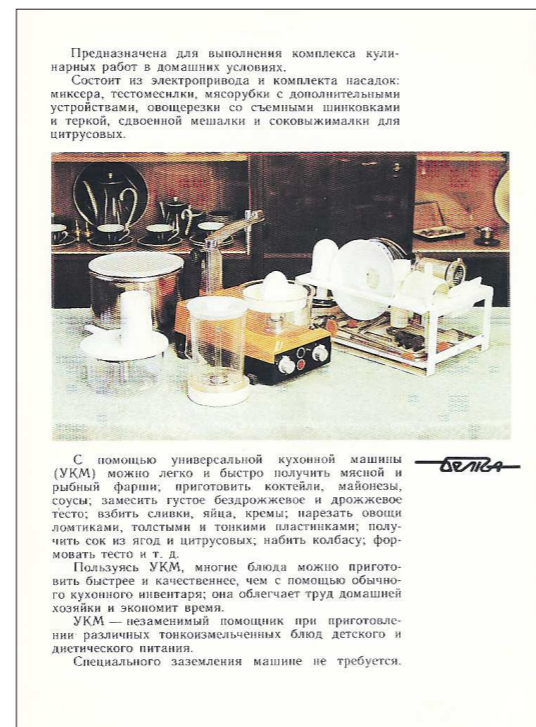 Предназначена для выполнения комплекса кули-
нарных работ в домашних условиях.
Состоит из электропривода и комплекта насадок:
миксера, тестомесилки, мясорубки с дополнительными
устройствами, овощерезки со съемными шинковками
и теркой, сдвоенной мешалки и соковыжималки для
цитрусовых.
С помощью универсальной кухонной машины
(УКМ) можно легко и быстро получить мясной и
рыбный фарши; приготовить коктейли, майонезы,
соусы; замесить густое бездрожжевое и дрожжевое
тесто; взбить сливки, яйца, кремы; нарезать овощи
ломтиками, толстыми и тонкими пластинками; полу-
чить сок из ягод и цитрусовых; набить колбасу; фор-
мовать тесто и т. д.
Пользуясь УКМ, многие блюда можно пригото-
вить быстрее и качественнее, чем с помощью обычно-
го кухонного инвентаря; она облегчает труд домашней
хозяйки и экономит время.
УКМ — незаменимый помощник при приготовле-
нии различных тонкоизмельченных блюд детского и
диетического питания.
Специального заземления машине не требуется.